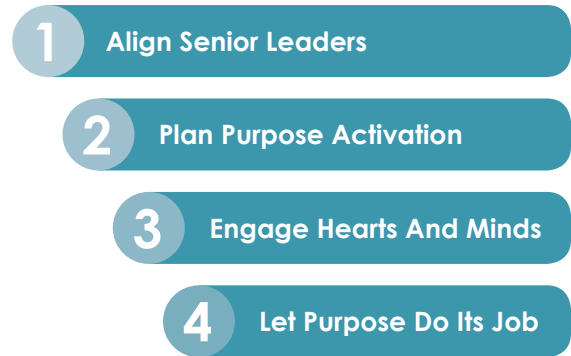 1 Align Senior Leaders
2 Plan Purpose Activation
3 Engage Hearts And Minds
4 Let Purpose Do Its Job